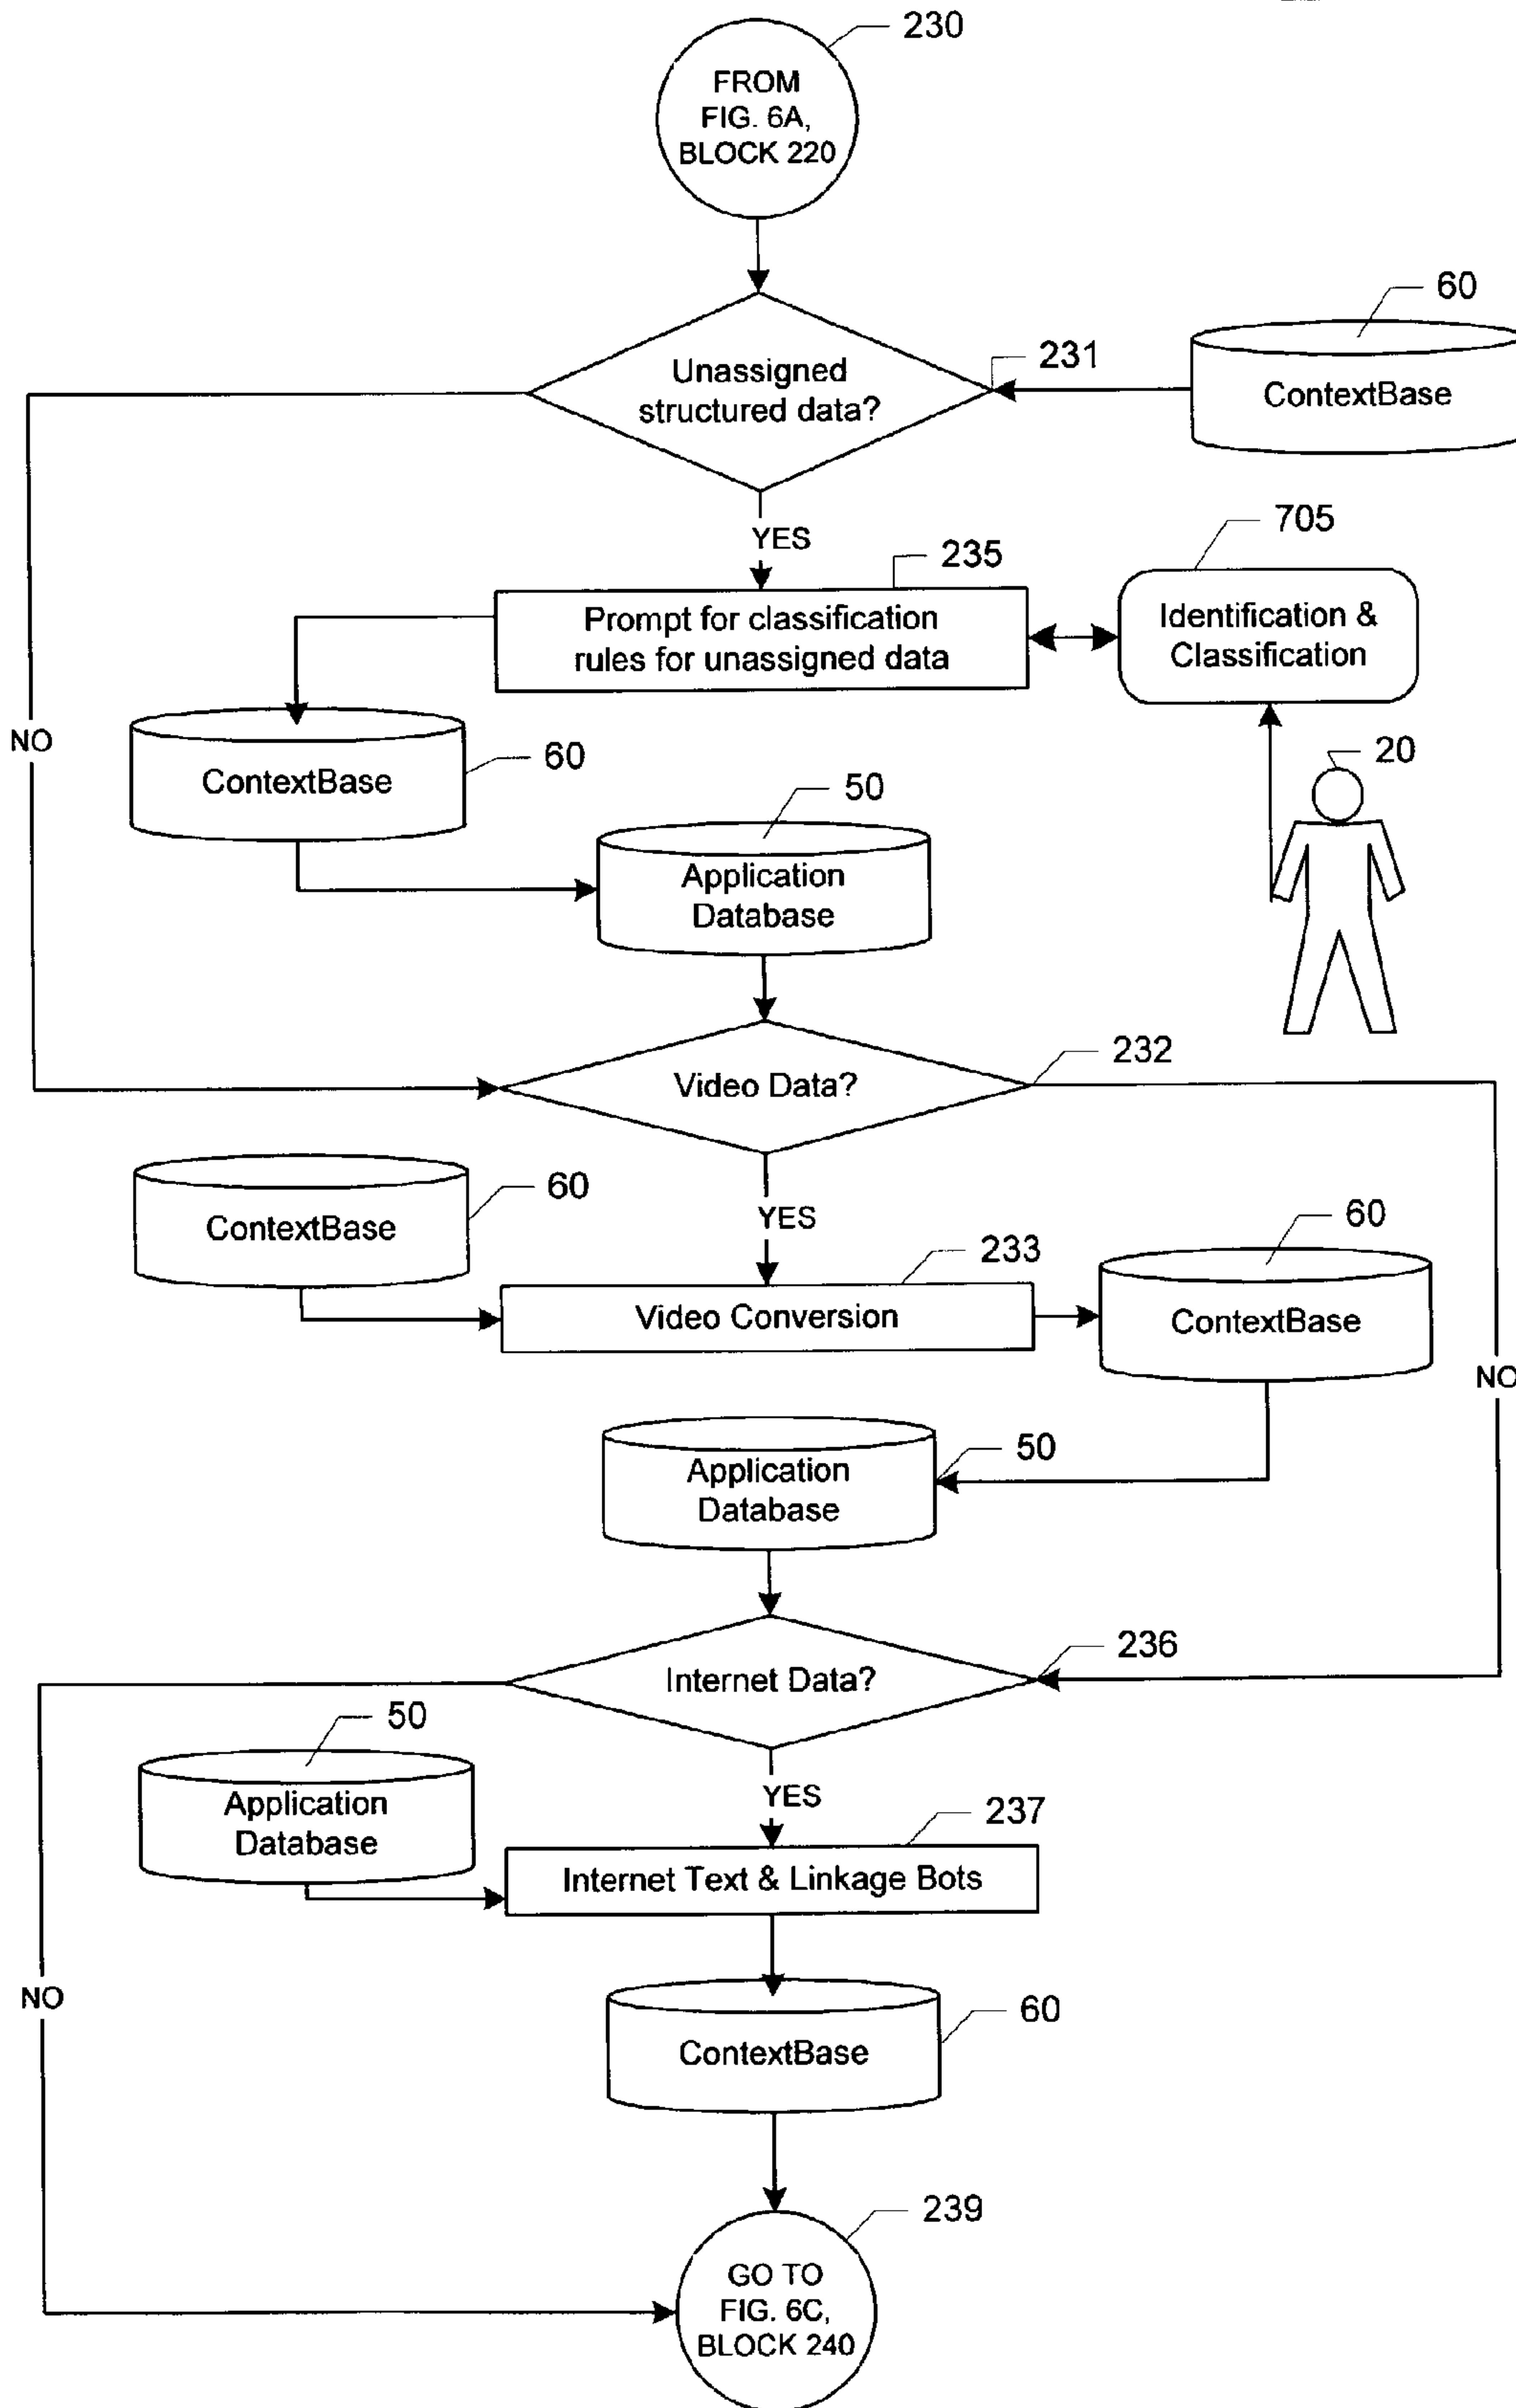 230
FROM
FIG. 6A,
BLOCK 220
60
231
Unassigned
structured data?
ContextBase
YES
705
235
Prompt for classification
rules for unassigned data
Identification &
Classification
NO
60
ContextBase
20
50
Application
Database
232
Video Data?
60
ContextBase
YES
60
233
Video Conversion
ContextBase
NO
50
Application
Database
236
Internet Data?
50
Application
Database
YES
237
Internet Text & Linkage Bots
NO
60
ContextBase
239
GO TO
FIG. 6C,
BLOCK 240